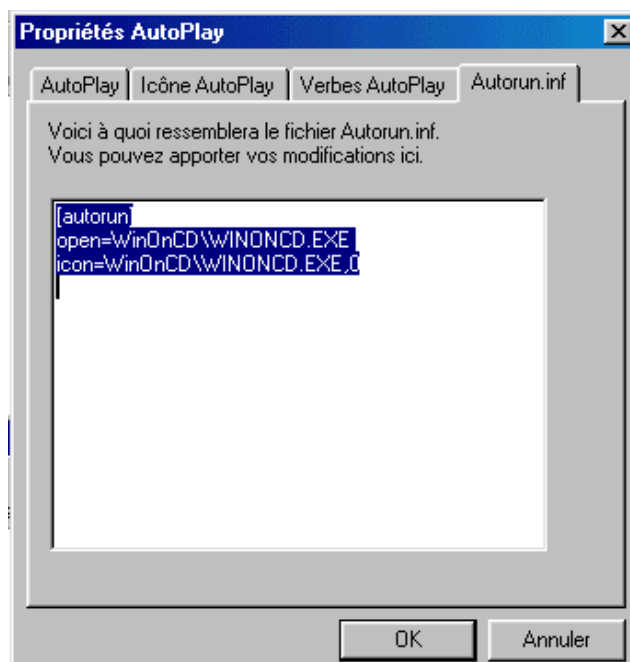 Propriétés AutoPlay
AutoPlay
Icône AutoPlay
Verbes AutoPlay
Autorun.inf
Voici à quoi ressemblera le fichier Autorun.inf.
Vous pouvez apporter vos modifications ici.
[autorun]
open=WinOnCD\WINONCD.EXE
icon=WinOnCD\WINONCD.EXE,0
OK
Annuler